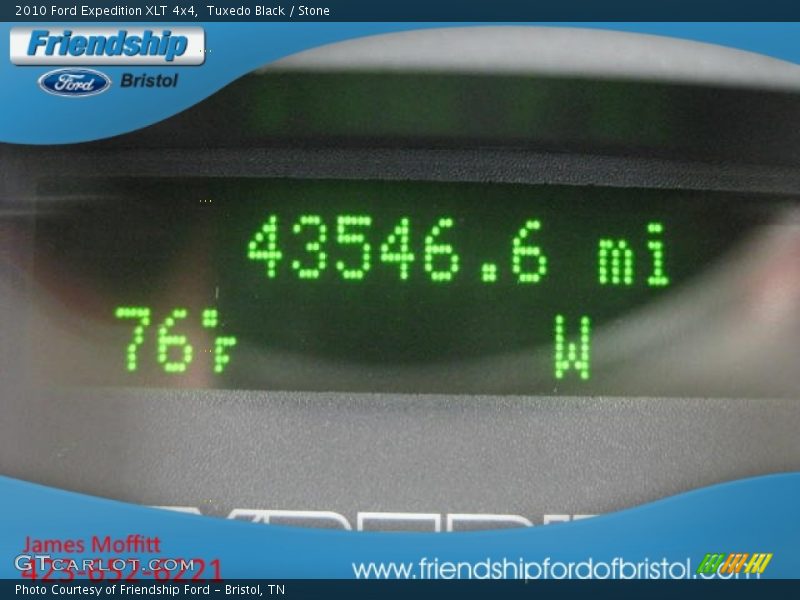 2010 Ford Expedition XLT 4x4,  Tuxedo Black / Stone
Friendship
Ford Bristol
43546.6 mi
76°F W
James Moffitt
GTCARLOT.COM
423-652-6221
www.friendshipfordofbristol.com
Photo Courtesy of Friendship Ford – Bristol, TN